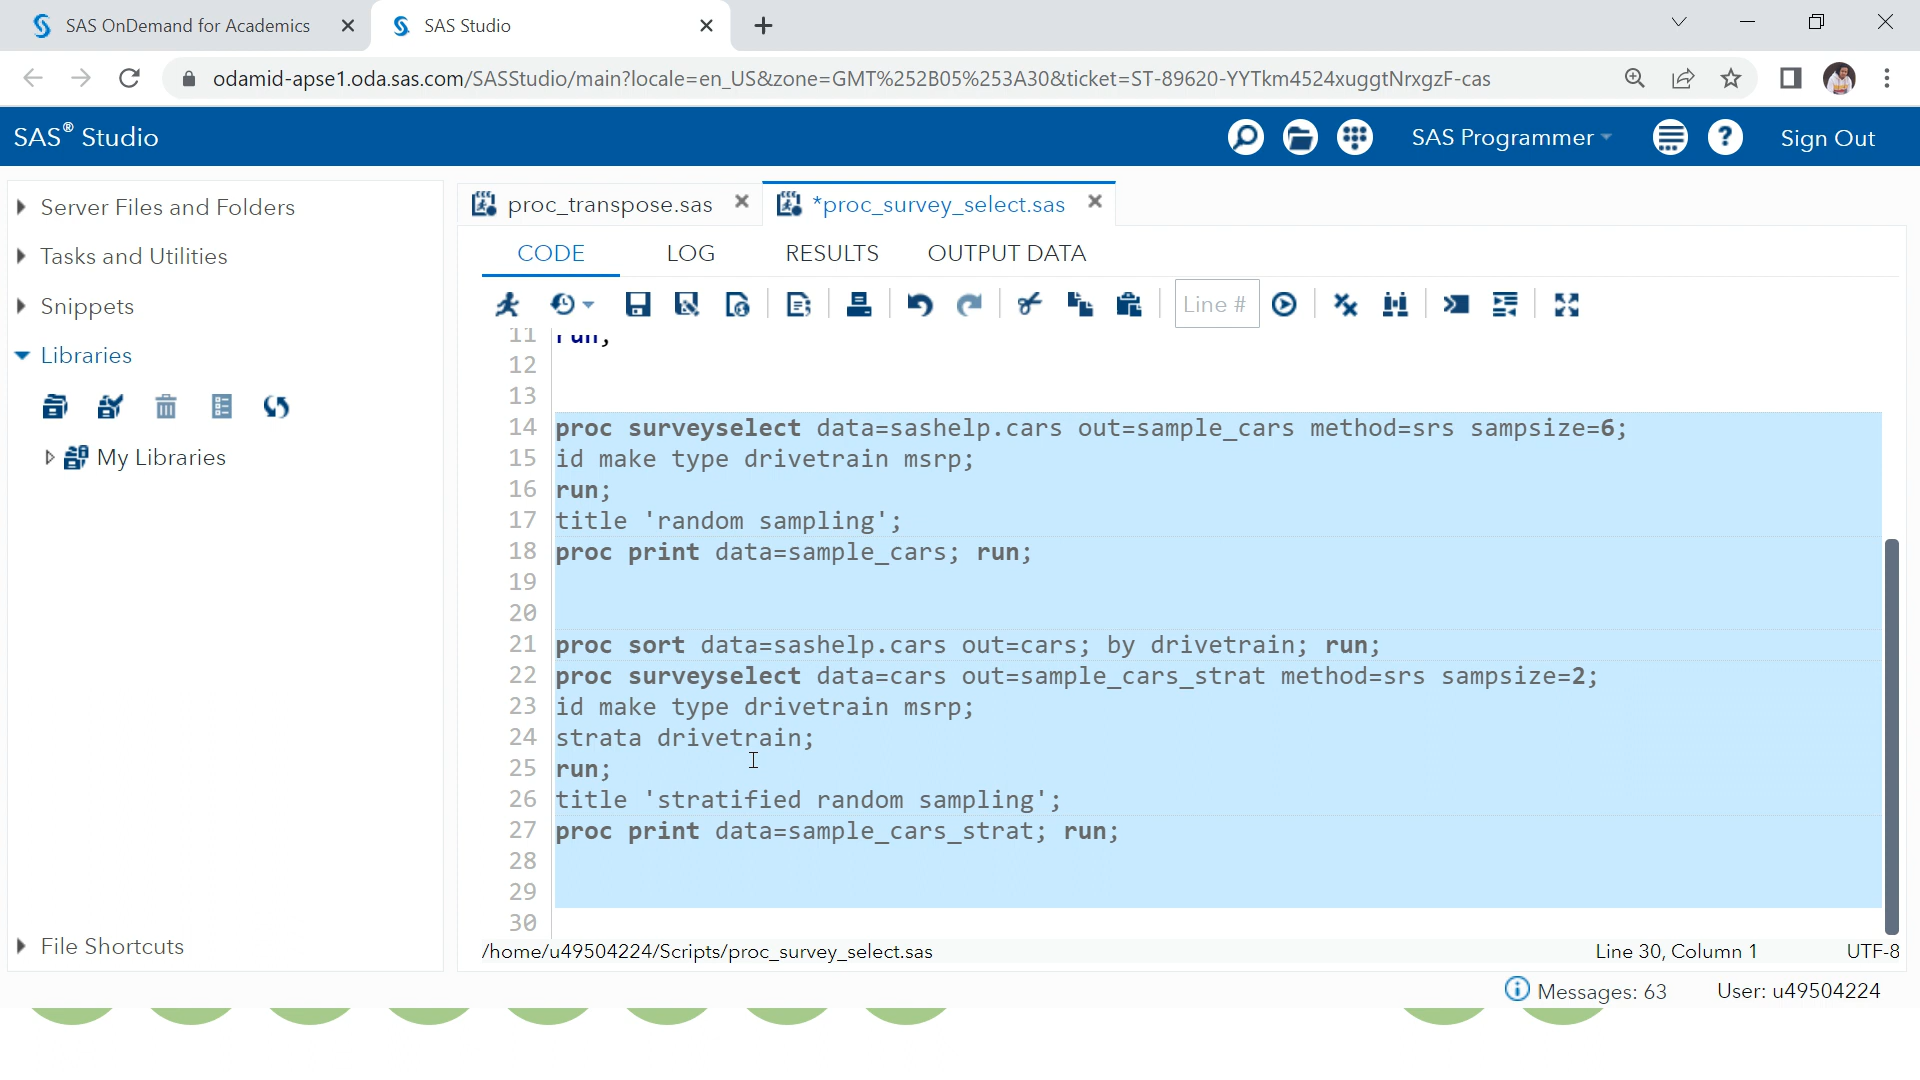 SAS OnDemand for Academics
SAS Studio
odamid-apse1.oda.sas.com/SASStudio/main?locale=en_US&zone=GMT%252B05%253A30&ticket=ST-89620-YYTkm4524xuggtNrxgzF-cas
SAS® Studio
SAS Programmer
Sign Out
Server Files and Folders
Tasks and Utilities
Snippets
Libraries
My Libraries
File Shortcuts
proc_transpose.sas
*proc_survey_select.sas
CODE LOG RESULTS OUTPUT DATA
Line #
11 run;
12
13
14 proc surveyselect data=sashelp.cars out=sample_cars method=srs sampsize=6;
15 id make type drivetrain msrp;
16 run;
17 title 'random sampling';
18 proc print data=sample_cars; run;
19
20
21 proc sort data=sashelp.cars out=cars; by drivetrain; run;
22 proc surveyselect data=cars out=sample_cars_strat method=srs sampsize=2;
23 id make type drivetrain msrp;
24 strata drivetrain;
25 run;
26 title 'stratified random sampling';
27 proc print data=sample_cars_strat; run;
28
29
30
/home/u49504224/Scripts/proc_survey_select.sas
Line 30, Column 1
UTF-8
Messages: 63
User: u49504224